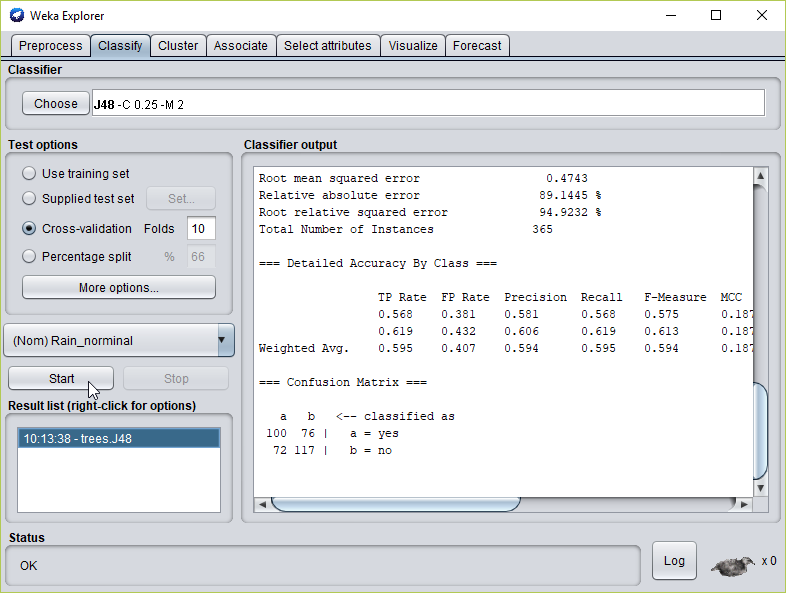 Weka Explorer
Preprocess Classify Cluster Associate Select attributes Visualize Forecast
Classifier
Choose J48 -C 0.25 -M 2
Test options
Use training set
Supplied test set Set...
Cross-validation Folds 10
Percentage split % 66
More options...
(Nom) Rain_norminal
Start Stop
Result list (right-click for options)
10:13:38 - trees.J48
Classifier output
Root mean squared error 0.4743
Relative absolute error 89.1445 %
Root relative squared error 94.9232 %
Total Number of Instances 365
=== Detailed Accuracy By Class ===
TP Rate FP Rate Precision Recall F-Measure MCC
0.568 0.381 0.581 0.568 0.575 0.187
0.619 0.432 0.606 0.619 0.613 0.187
Weighted Avg. 0.595 0.407 0.594 0.595 0.594 0.187
=== Confusion Matrix ===
a b <-- classified as
100 76 | a = yes
72 117 | b = no
Status
OK
Log x 0